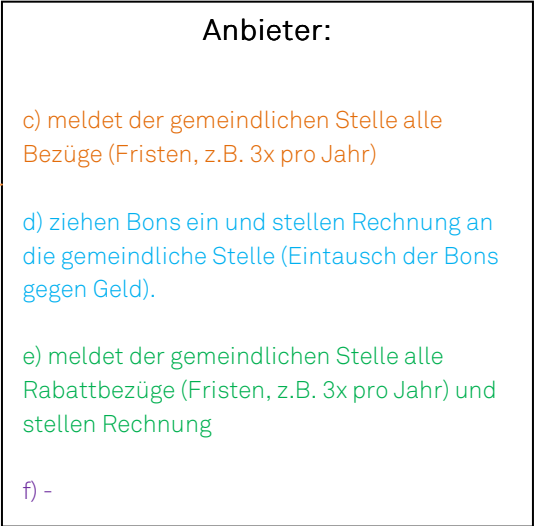 Anbieter:
c) meldet der gemeindlichen Stelle alle
Bezüge (Fristen, z.B. 3x pro Jahr)
d) ziehen Bons ein und stellen Rechnung an
die gemeindliche Stelle (Eintausch der Bons
gegen Geld).
e) meldet der gemeindlichen Stelle alle
Rabattbezüge (Fristen, z.B. 3x pro Jahr) und
stellen Rechnung
f) -